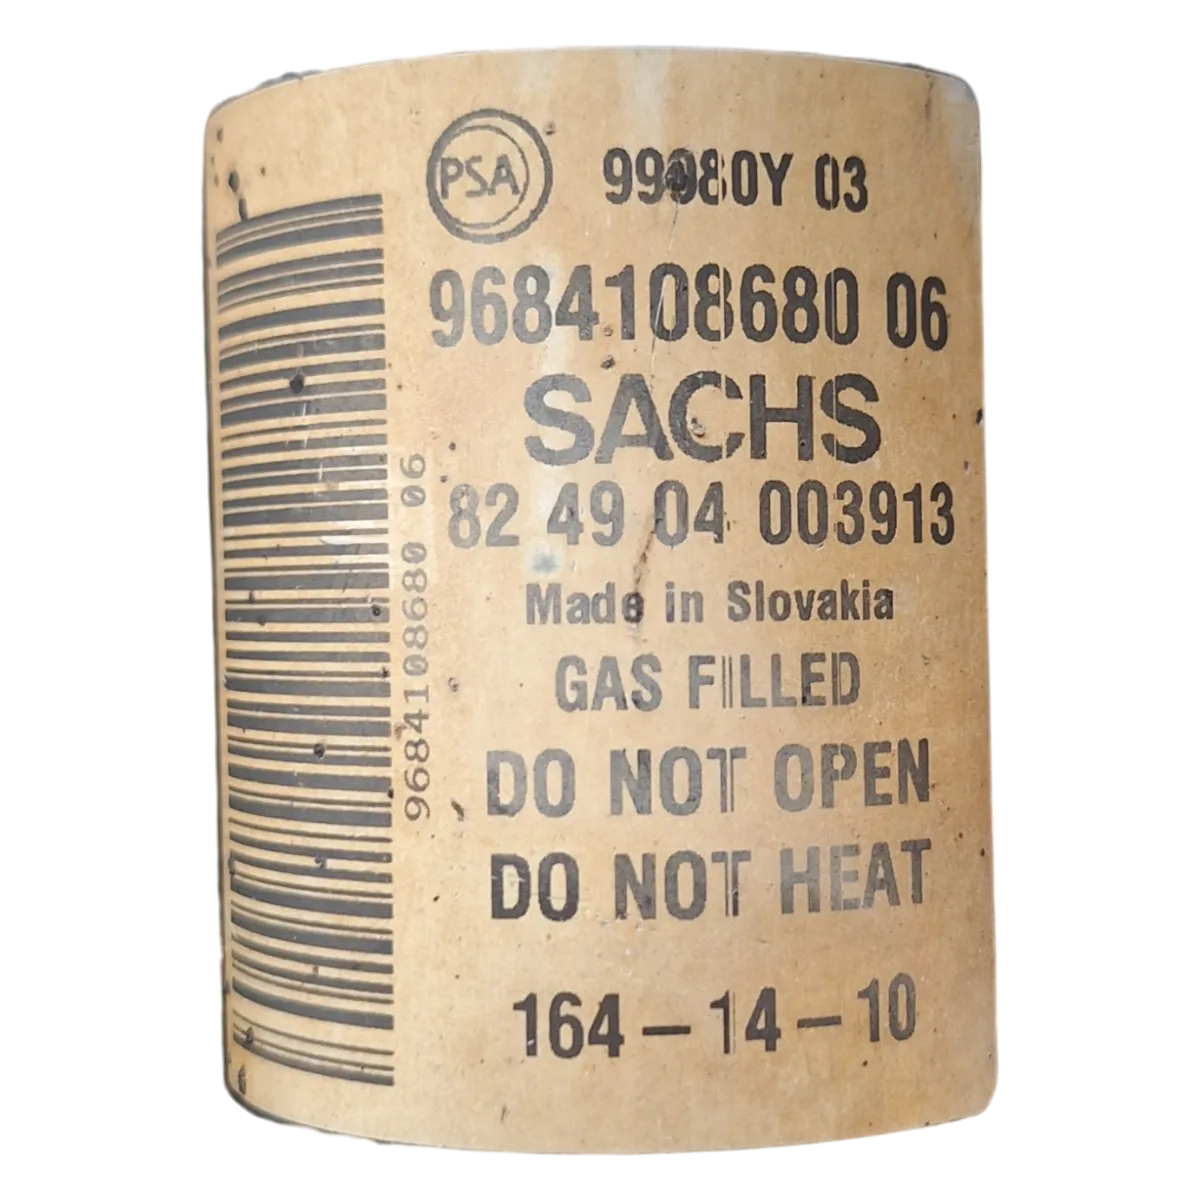 PSA
99980Y 03
9684108680 06
SACHS
82 49 04 003913
Made in Slovakia
GAS FILLED
DO NOT OPEN
DO NOT HEAT
164-14-10
9684108680 06